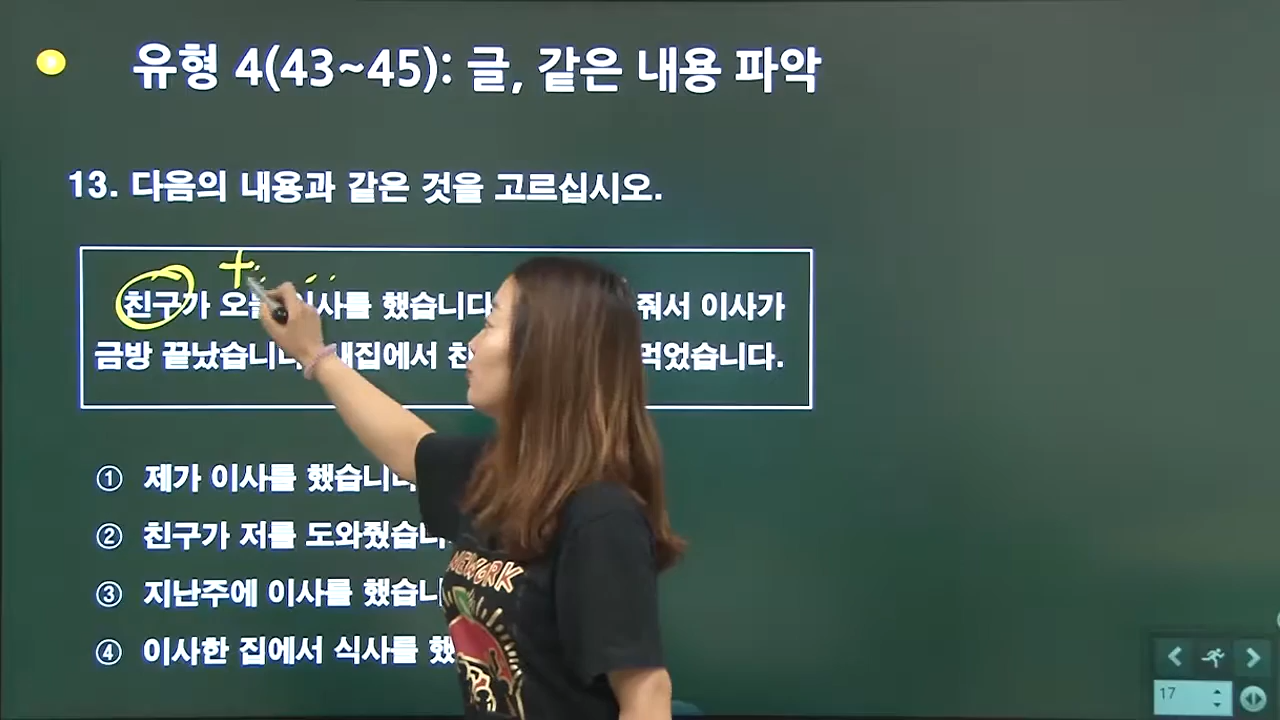 유형 4(43~45): 글, 같은 내용 파악
13. 다음의 내용과 같은 것을 고르십시오.
친구가 오늘 이사를 했습니다 줘서 이사가
금방 끝났습니다 새집에서 먹었습니다.
① 제가 이사를 했습니다
② 친구가 저를 도와줬습니
③ 지난주에 이사를 했습니
④ 이사한 집에서 식사를 했
NEW YORK
17